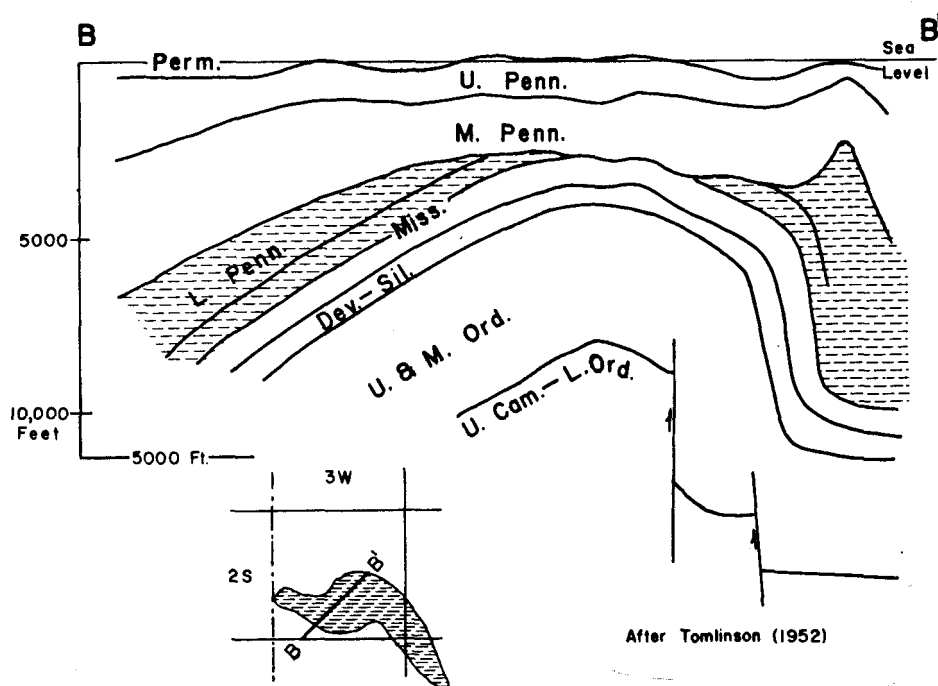 B
B'
Sea
Level
Perm.
U. Penn.
M. Penn.
5000
L. Penn.
Miss.
Dev.-Sil.
U. & M. Ord.
U. Cam.-L.Ord.
10,000
Feet
5000 Ft.
3W
2S
B'
B
After Tomlinson (1952)